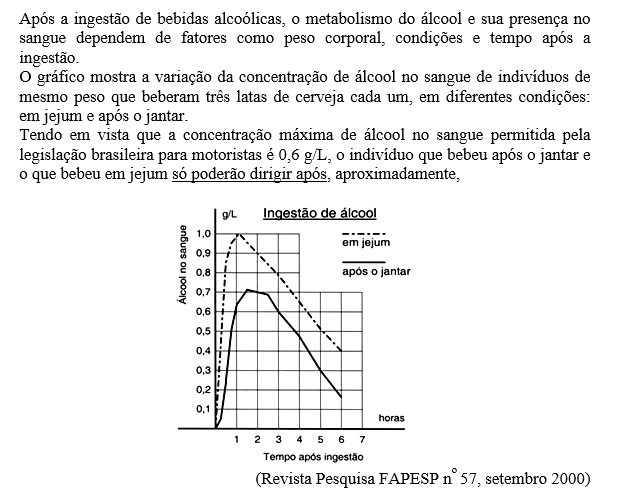 Após a ingestão de bebidas alcoólicas, o metabolismo do álcool e sua presença no
sangue dependem de fatores como peso corporal, condições e tempo após a
ingestão.
O gráfico mostra a variação da concentração de álcool no sangue de indivíduos de
mesmo peso que beberam três latas de cerveja cada um, em diferentes condições:
em jejum e após o jantar.
Tendo em vista que a concentração máxima de álcool no sangue permitida pela
legislação brasileira para motoristas é 0,6 g/L, o indivíduo que bebeu após o jantar e
o que bebeu em jejum só poderão dirigir após, aproximadamente,
g/L Ingestão de álcool
Álcool no sangue
1,0
0,9
0,8
0,7
0,6
0,5
0,4
0,3
0,2
0,1
em jejum
após o jantar
horas
1 2 3 4 5 6 7
Tempo após ingestão
(Revista Pesquisa FAPESP nº 57, setembro 2000)